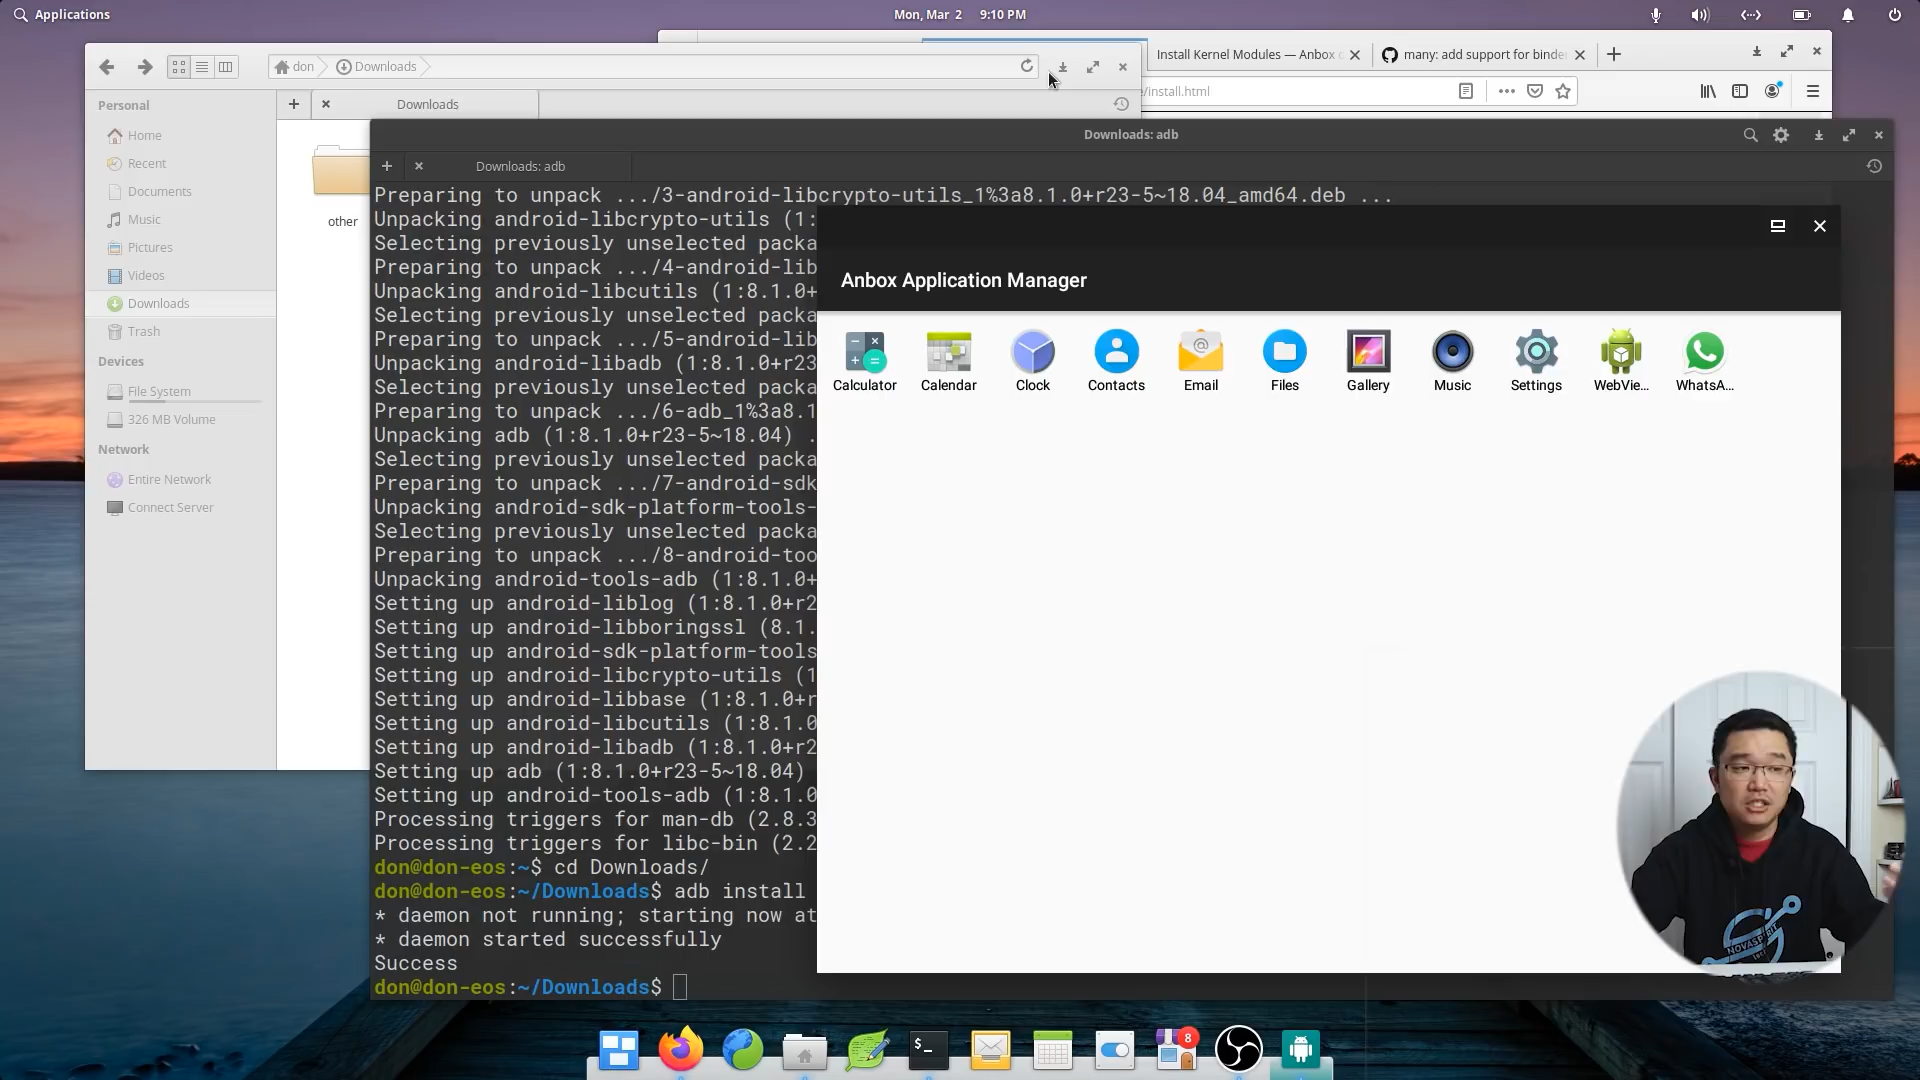 Applications
Mon, Mar 2 9:10 PM
don
Downloads
Install Kernel Modules — Anbox
many: add support for binde
/install.html
Personal
Home
Recent
Documents
Music
Pictures
Videos
Downloads
Trash
Devices
File System
326 MB Volume
Network
Entire Network
Connect Server
Downloads
other
Downloads: adb
Downloads: adb
Preparing to unpack .../3-android-libcrypto-utils_1%3a8.1.0+r23-5~18.04_amd64.deb ...
Unpacking android-libcrypto-utils (1:
Selecting previously unselected packa
Preparing to unpack .../4-android-lib
Unpacking android-libcutils (1:8.1.0+
Selecting previously unselected packa
Preparing to unpack .../5-android-lib
Unpacking android-libadb (1:8.1.0+r23
Selecting previously unselected packa
Preparing to unpack .../6-adb_1%3a8.1
Unpacking adb (1:8.1.0+r23-5~18.04) .
Selecting previously unselected packa
Preparing to unpack .../7-android-sdk
Unpacking android-sdk-platform-tools-
Selecting previously unselected packa
Preparing to unpack .../8-android-too
Unpacking android-tools-adb (1:8.1.0+
Setting up android-liblog (1:8.1.0+r2
Setting up android-libboringssl (8.1.
Setting up android-sdk-platform-tools
Setting up android-libcrypto-utils (1
Setting up android-libbase (1:8.1.0+r
Setting up android-libcutils (1:8.1.0
Setting up android-libadb (1:8.1.0+r2
Setting up adb (1:8.1.0+r23-5~18.04)
Setting up android-tools-adb (1:8.1.0
Processing triggers for man-db (2.8.3
Processing triggers for libc-bin (2.2
don@don-eos:~$ cd Downloads/
don@don-eos:~/Downloads$ adb install
* daemon not running; starting now at
* daemon started successfully
Success
don@don-eos:~/Downloads$
Anbox Application Manager
Calculator
Calendar
Clock
Contacts
Email
Files
Gallery
Music
Settings
WebVie...
WhatsA...
NOVASPIRIT
8